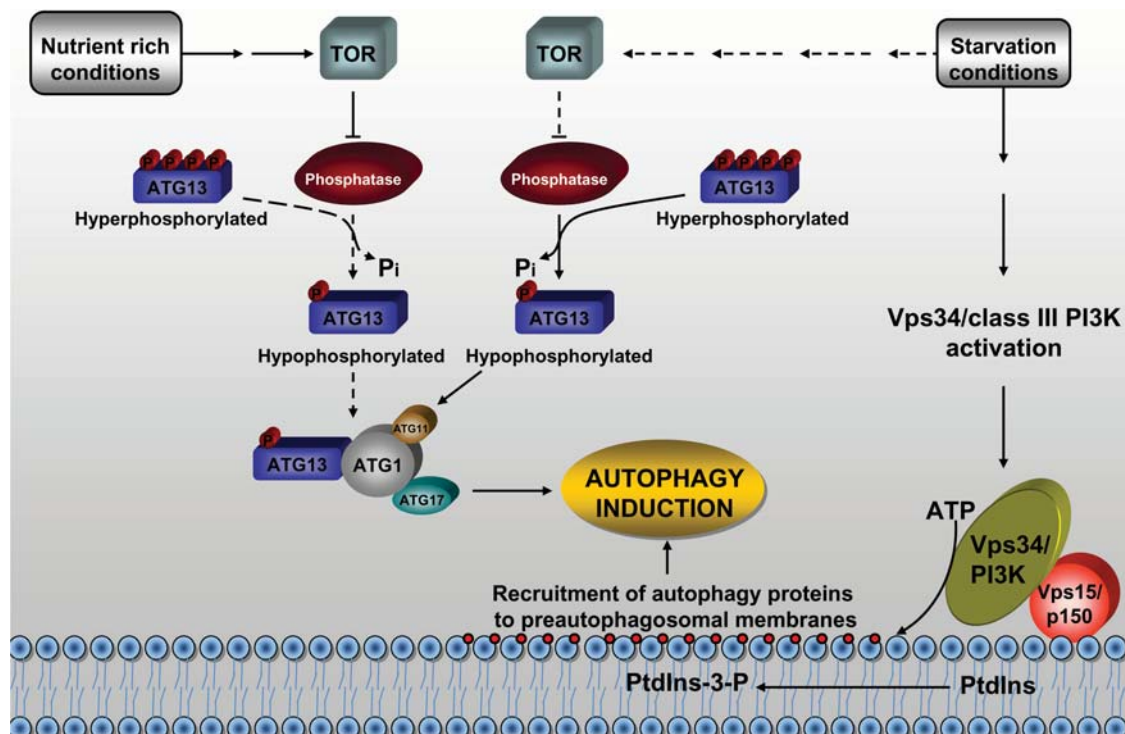 Nutrient rich
conditions
TOR
TOR
Starvation
conditions
P P P P
ATG13
Hyperphosphorylated
Phosphatase
Phosphatase
P P P P
ATG13
Hyperphosphorylated
Pi
Pi
P
ATG13
Hypophosphorylated
P
ATG13
Hypophosphorylated
Vps34/class III PI3K
activation
P
ATG13
ATG1
ATG11
ATG17
AUTOPHAGY
INDUCTION
ATP
Vps34/
PI3K
Vps15/
p150
Recruitment of autophagy proteins
to preautophagosomal membranes
PtdIns-3-P
PtdIns